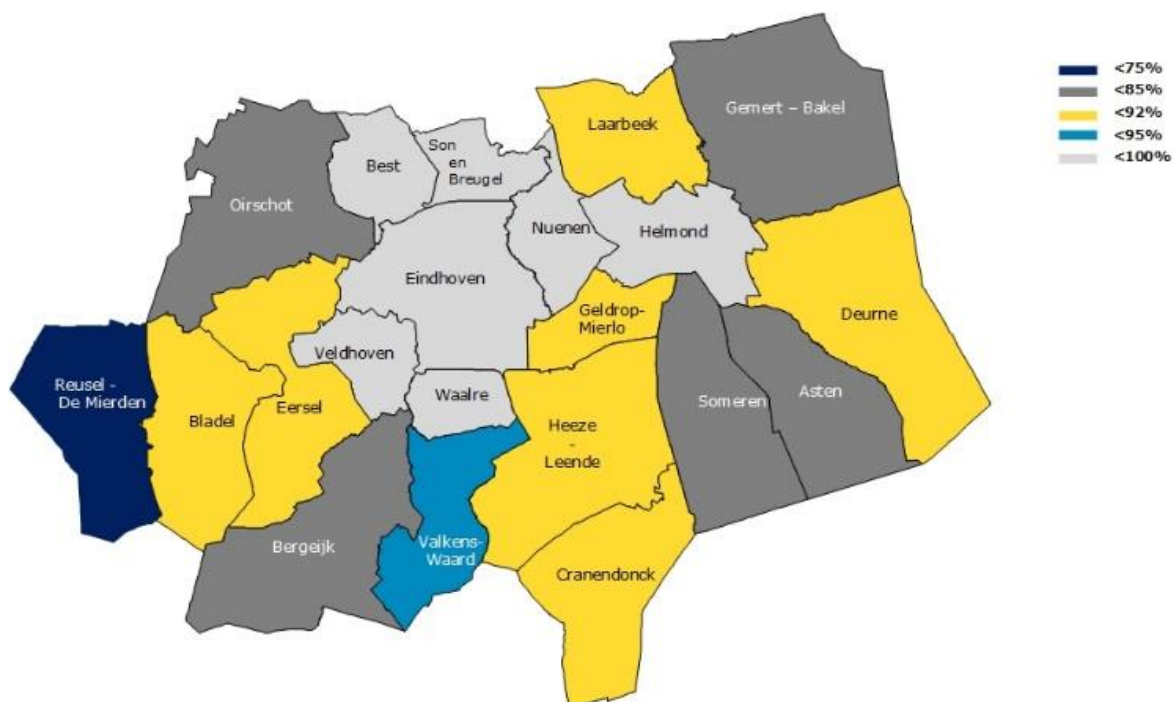 <75%
<85%
<92%
<95%
<100%
Gemert – Bakel
Laarbeek
Best
Son
en
Breugel
Oirschot
Nuenen
Helmond
Eindhoven
Geldrop-
Mierlo
Deurne
Veldhoven
Reusel -
De Mierden
Waalre
Asten
Someren
Eersel
Bladel
Heeze
-
Leende
Bergeijk
Valkens-
Waard
Cranendonck